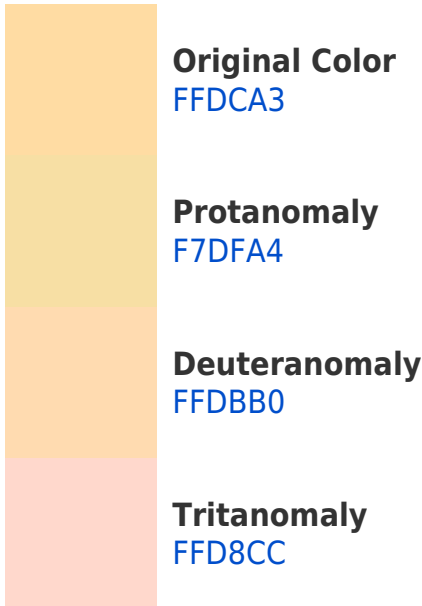 Original Color
FFDCA3
Protanomaly
F7DFA4
Deuteranomaly
FFDBB0
Tritanomaly
FFD8CC